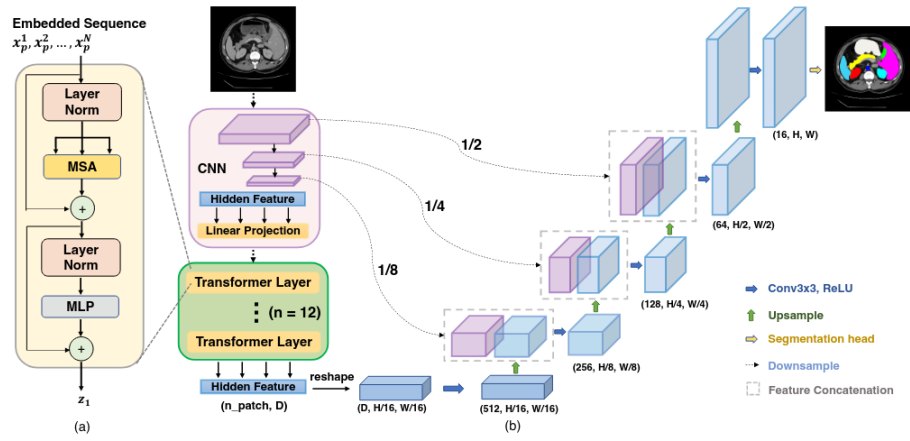 Embedded Sequence
x_p^1, x_p^2, ..., x_p^N
Layer
Norm
MSA
+
Layer
Norm
MLP
+
z_1
(a)
CNN
Hidden Feature
Linear Projection
Transformer Layer
(n = 12)
Transformer Layer
Hidden Feature
(n_patch, D)
reshape
(D, H/16, W/16)
(512, H/16, W/16)
(b)
1/2
1/4
1/8
(256, H/8, W/8)
(128, H/4, W/4)
(64, H/2, W/2)
(16, H, W)
Conv3x3, ReLU
Upsample
Segmentation head
Downsample
Feature Concatenation